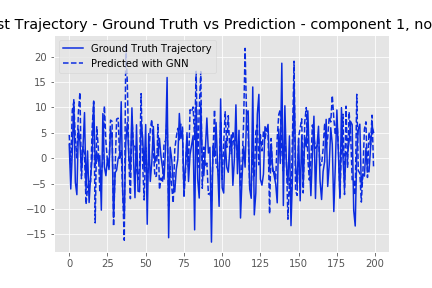 st Trajectory - Ground Truth vs Prediction - component 1, no
Ground Truth Trajectory
Predicted with GNN
20
15
10
5
0
−5
−10
−15
0 25 50 75 100 125 150 175 200